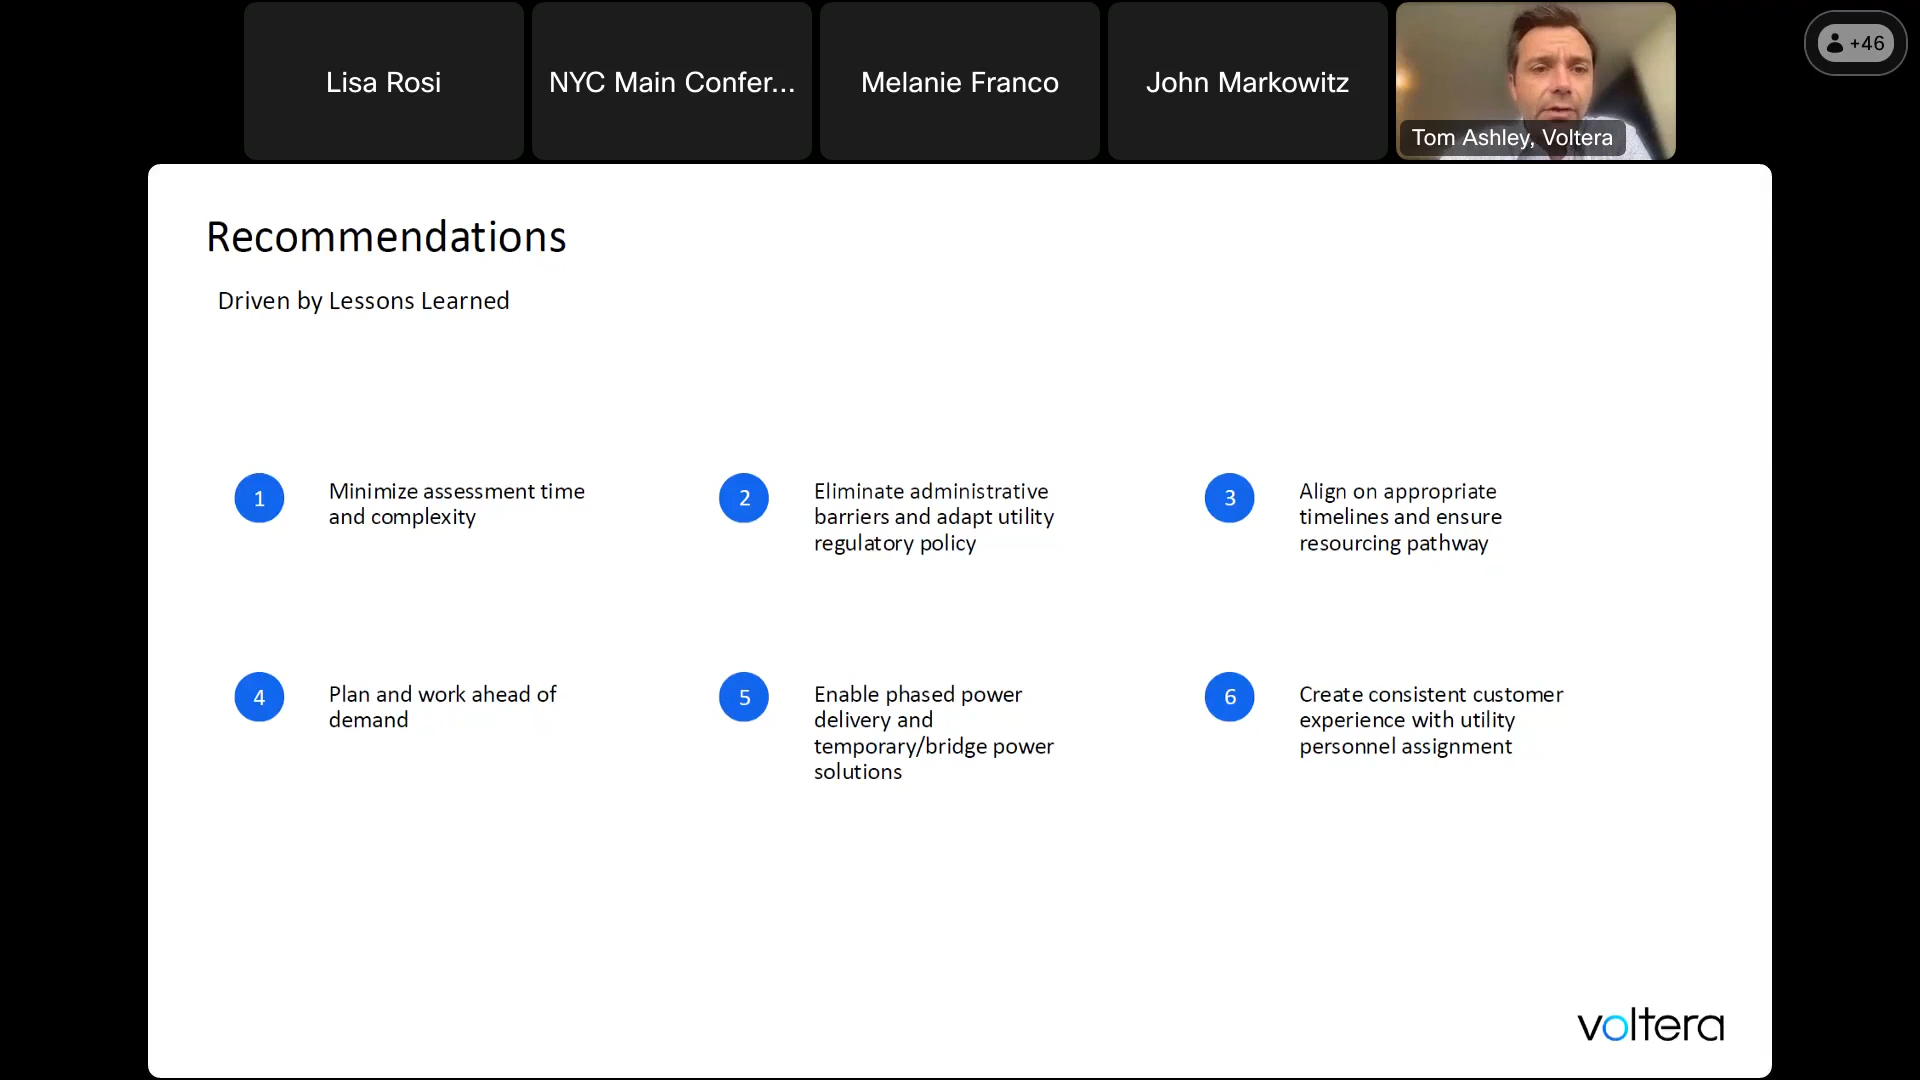 Lisa Rosi
NYC Main Confer...
Melanie Franco
John Markowitz
Tom Ashley, Voltera
+46
Recommendations
Driven by Lessons Learned
1
Minimize assessment time
and complexity
2
Eliminate administrative
barriers and adapt utility
regulatory policy
3
Align on appropriate
timelines and ensure
resourcing pathway
4
Plan and work ahead of
demand
5
Enable phased power
delivery and
temporary/bridge power
solutions
6
Create consistent customer
experience with utility
personnel assignment
voltera